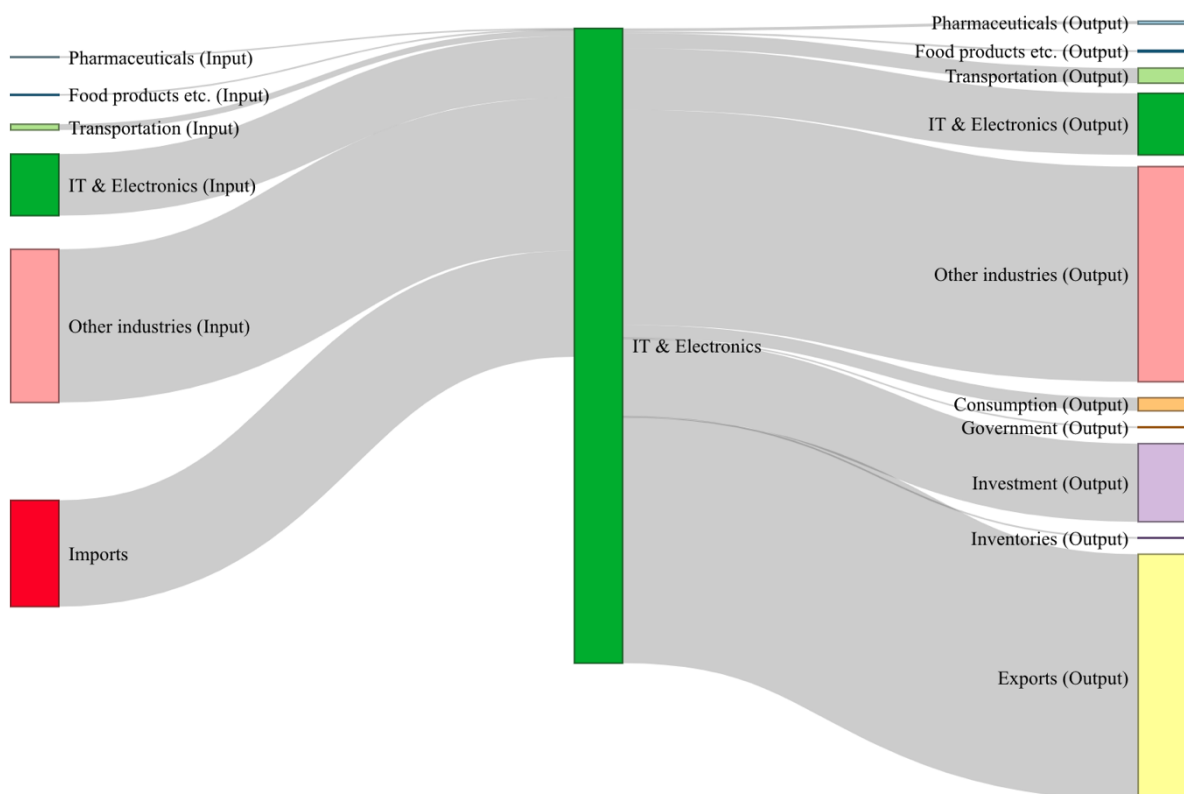 Pharmaceuticals (Input)
Food products etc. (Input)
Transportation (Input)
IT & Electronics (Input)
Other industries (Input)
Imports
IT & Electronics
Pharmaceuticals (Output)
Food products etc. (Output)
Transportation (Output)
IT & Electronics (Output)
Other industries (Output)
Consumption (Output)
Government (Output)
Investment (Output)
Inventories (Output)
Exports (Output)